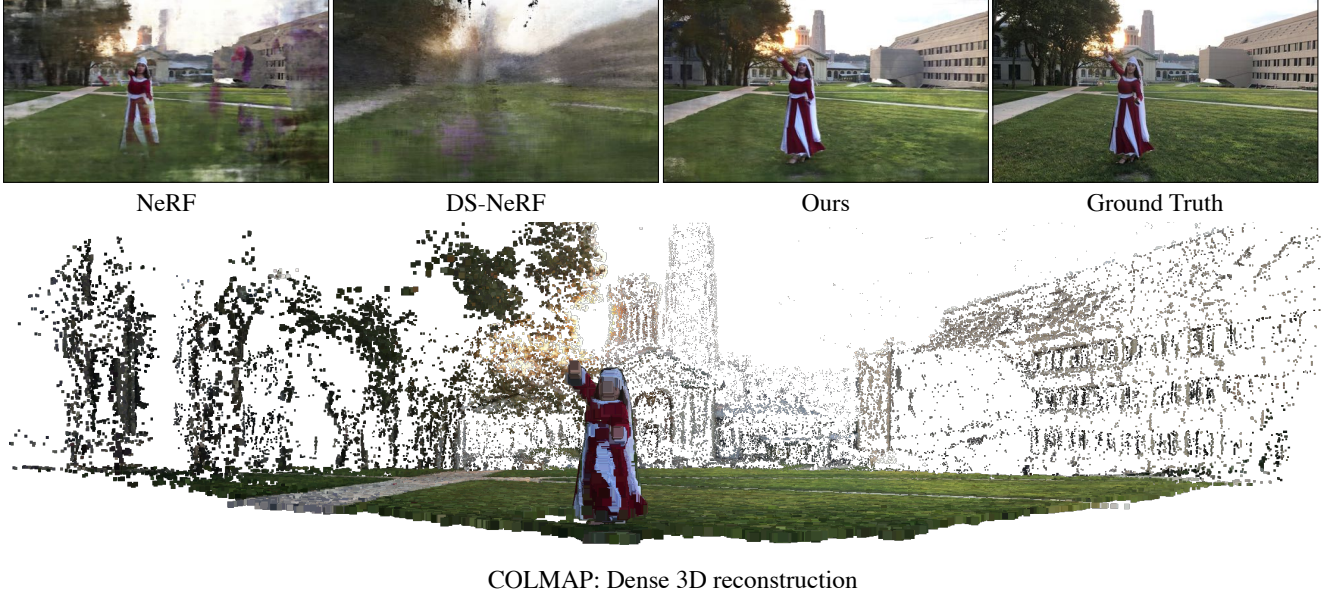 NeRF
DS-NeRF
Ours
Ground Truth
COLMAP: Dense 3D reconstruction